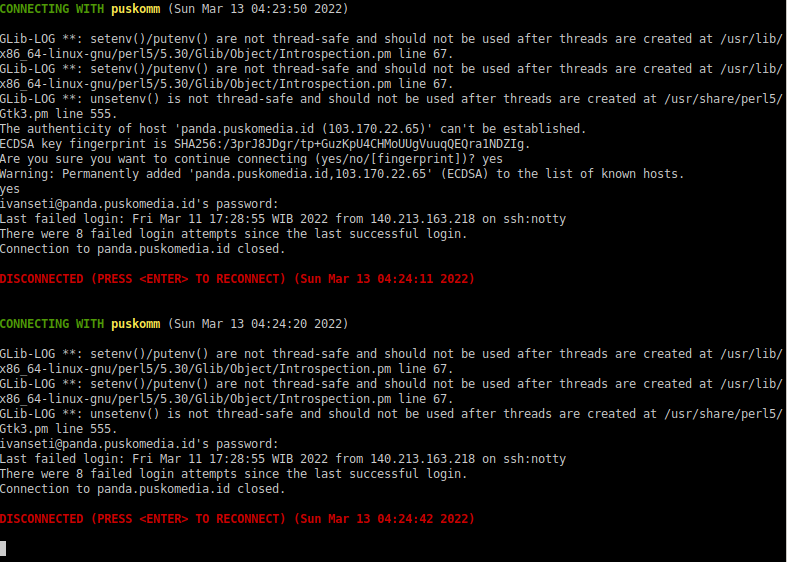 CONNECTING WITH puskomm (Sun Mar 13 04:23:50 2022)
GLib-LOG **: setenv()/putenv() are not thread-safe and should not be used after threads are created at /usr/lib/
x86_64-linux-gnu/perl5/5.30/Glib/Object/Introspection.pm line 67.
GLib-LOG **: setenv()/putenv() are not thread-safe and should not be used after threads are created at /usr/lib/
x86_64-linux-gnu/perl5/5.30/Glib/Object/Introspection.pm line 67.
GLib-LOG **: unsetenv() is not thread-safe and should not be used after threads are created at /usr/share/perl5/
Gtk3.pm line 555.
The authenticity of host 'panda.puskomedia.id (103.170.22.65)' can't be established.
ECDSA key fingerprint is SHA256:/3prJ8JDgr/tp+GuzKpU4CHMoUUgVuuqQEQra1NDZIg.
Are you sure you want to continue connecting (yes/no/[fingerprint])? yes
Warning: Permanently added 'panda.puskomedia.id,103.170.22.65' (ECDSA) to the list of known hosts.
yes
ivanseti@panda.puskomedia.id's password:
Last failed login: Fri Mar 11 17:28:55 WIB 2022 from 140.213.163.218 on ssh:notty
There were 8 failed login attempts since the last successful login.
Connection to panda.puskomedia.id closed.
DISCONNECTED (PRESS <ENTER> TO RECONNECT) (Sun Mar 13 04:24:11 2022)
CONNECTING WITH puskomm (Sun Mar 13 04:24:20 2022)
GLib-LOG **: setenv()/putenv() are not thread-safe and should not be used after threads are created at /usr/lib/
x86_64-linux-gnu/perl5/5.30/Glib/Object/Introspection.pm line 67.
GLib-LOG **: setenv()/putenv() are not thread-safe and should not be used after threads are created at /usr/lib/
x86_64-linux-gnu/perl5/5.30/Glib/Object/Introspection.pm line 67.
GLib-LOG **: unsetenv() is not thread-safe and should not be used after threads are created at /usr/share/perl5/
Gtk3.pm line 555.
ivanseti@panda.puskomedia.id's password:
Last failed login: Fri Mar 11 17:28:55 WIB 2022 from 140.213.163.218 on ssh:notty
There were 8 failed login attempts since the last successful login.
Connection to panda.puskomedia.id closed.
DISCONNECTED (PRESS <ENTER> TO RECONNECT) (Sun Mar 13 04:24:42 2022)